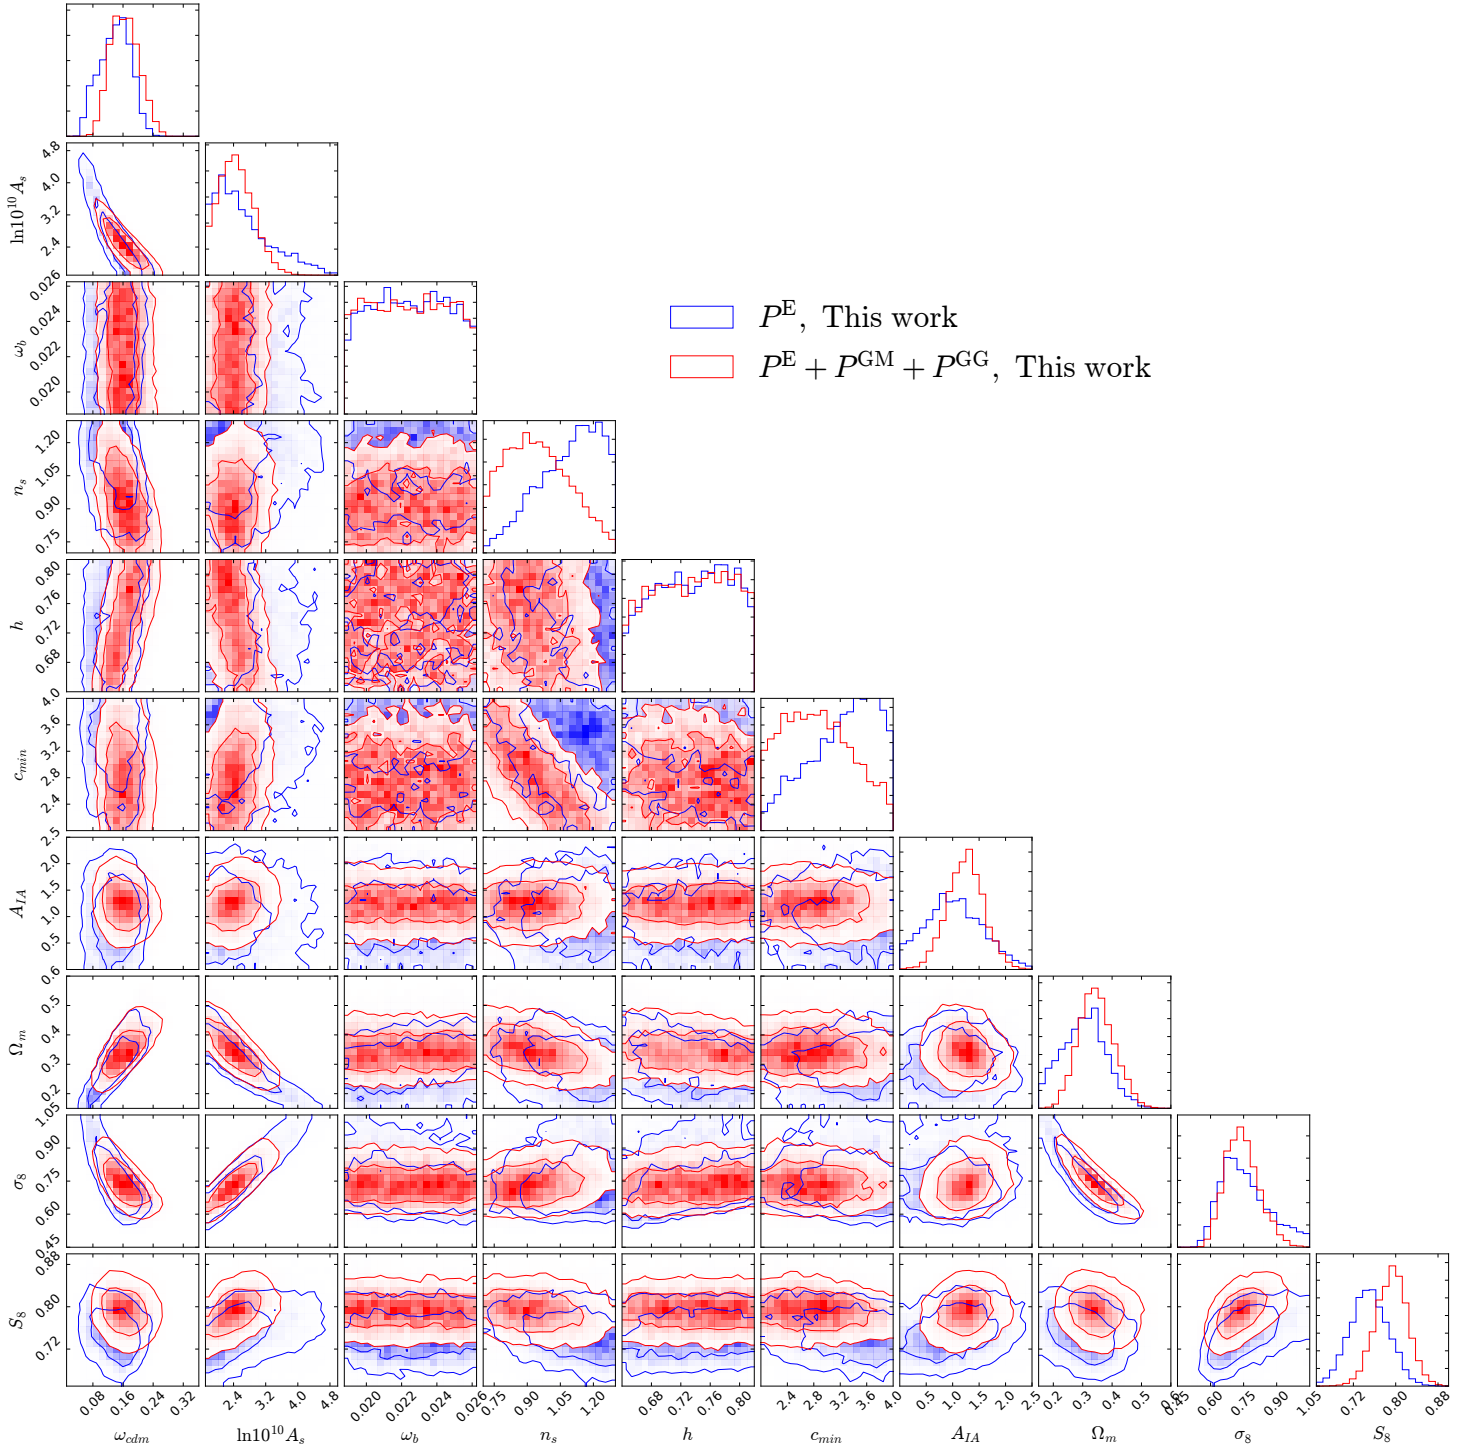 4.8
4.0
3.2
2.4
1.6
ln10¹⁰A_s
0.026
0.024
0.022
0.020
ω_b
P^E, This work
P^E + P^GM + P^GG, This work
1.20
1.05
0.90
0.75
n_s
0.80
0.76
0.72
0.68
h
4.0
3.6
3.2
2.8
2.4
c_min
2.5
2.0
1.5
1.0
0.5
A_IA
0.6
0.5
0.4
0.3
0.2
Ω_m
1.05
0.90
0.75
0.60
0.45
σ_8
0.88
0.80
0.72
S_8
0.08 0.16 0.24 0.32
2.4 3.2 4.0 4.8
0.020 0.022 0.024 0.026
0.75 0.90 1.05 1.20
0.68 0.72 0.76 0.80
2.4 2.8 3.2 3.6 4.0
0.5 1.0 1.5 2.0 2.5
0.2 0.3 0.4 0.5
0.60 0.75 0.90 1.05
0.72 0.80 0.88
ω_cdm ln10¹⁰A_s ω_b n_s h c_min A_IA Ω_m σ_8 S_8